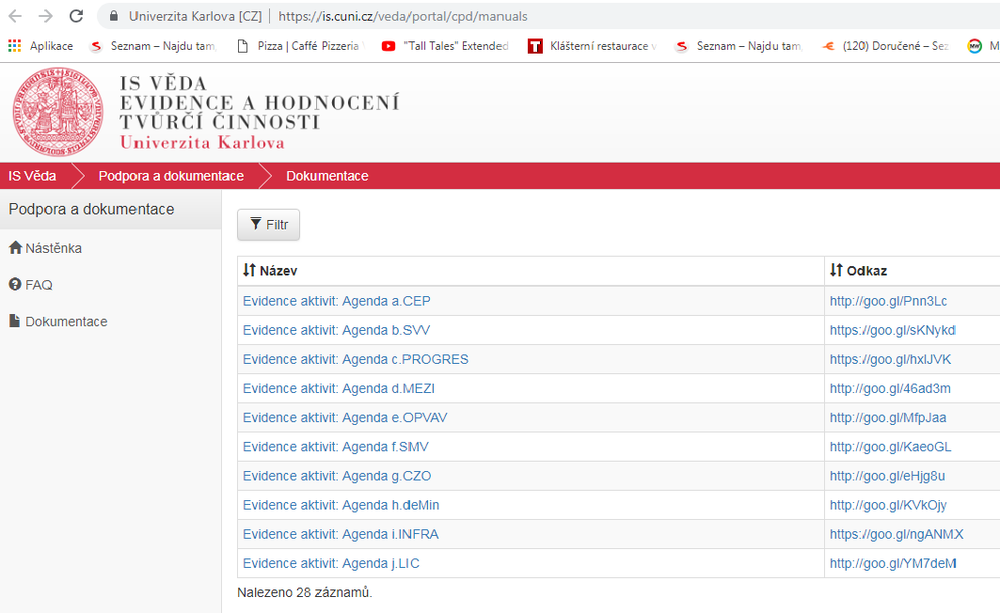 Univerzita Karlova [CZ] | https://is.cuni.cz/veda/portal/cpd/manuals
Aplikace Seznam – Najdu tam Pizza | Caffé Pizzeria "Tall Tales" Extended Klášterní restaurace v Seznam – Najdu tam, (120) Doručené – Sez MW M
IS VĚDA
EVIDENCE A HODNOCENÍ
TVŮRČÍ ČINNOSTI
Univerzita Karlova
IS Věda Podpora a dokumentace Dokumentace
Podpora a dokumentace
Nástěnka
FAQ
Dokumentace
Filtr
Název Odkaz
Evidence aktivit: Agenda a.CEP http://goo.gl/Pnn3Lc
Evidence aktivit: Agenda b.SVV https://goo.gl/sKNykd
Evidence aktivit: Agenda c.PROGRES https://goo.gl/hxIJVK
Evidence aktivit: Agenda d.MEZI http://goo.gl/46ad3m
Evidence aktivit: Agenda e.OPVAV http://goo.gl/MfpJaa
Evidence aktivit: Agenda f.SMV http://goo.gl/KaeoGL
Evidence aktivit: Agenda g.CZO http://goo.gl/eHjg8u
Evidence aktivit: Agenda h.deMin http://goo.gl/KVkOjy
Evidence aktivit: Agenda i.INFRA https://goo.gl/ngANMX
Evidence aktivit: Agenda j.LIC http://goo.gl/YM7deM
Nalezeno 28 záznamů.